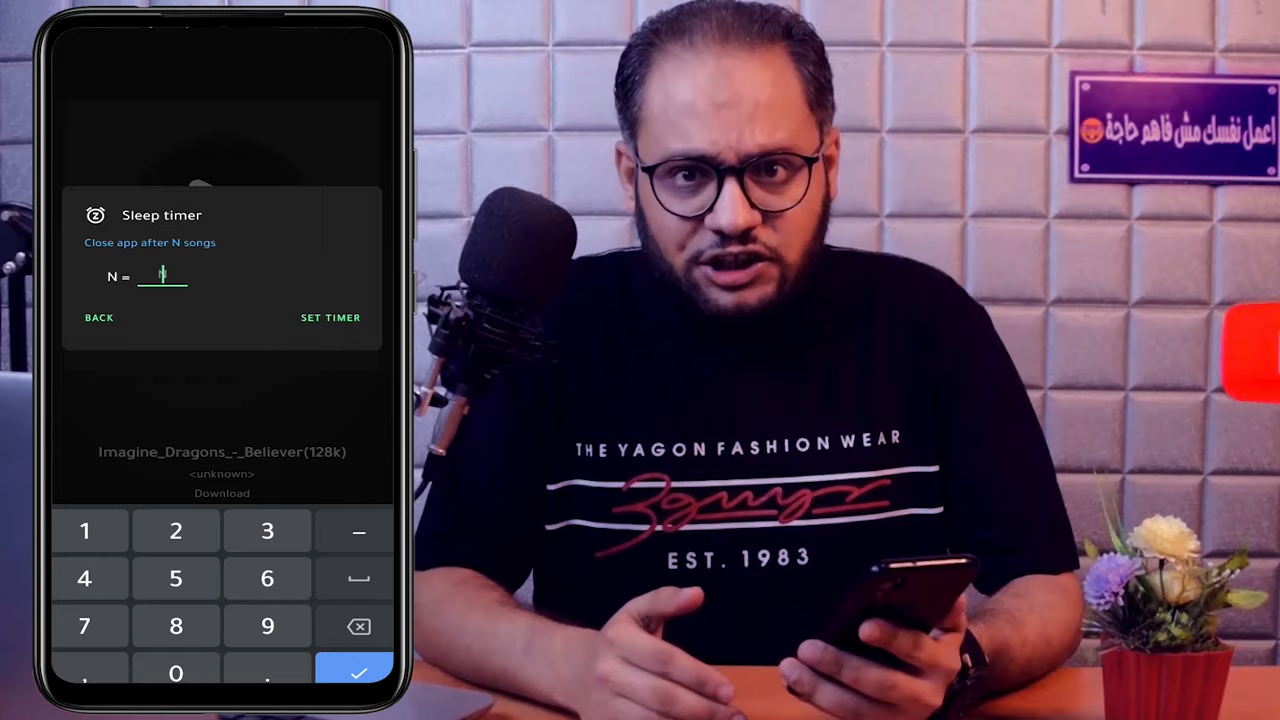 Sleep timer
Close app after N songs
N = N
BACK
SET TIMER
Imagine_Dragons_-_Believer(128k)
<unknown>
Download
1 2 3 –
4 5 6
7 8 9
, 0 .
اعمل نفسك مش فاهم حاجة
THE YAGON FASHION WEAR
EST. 1983